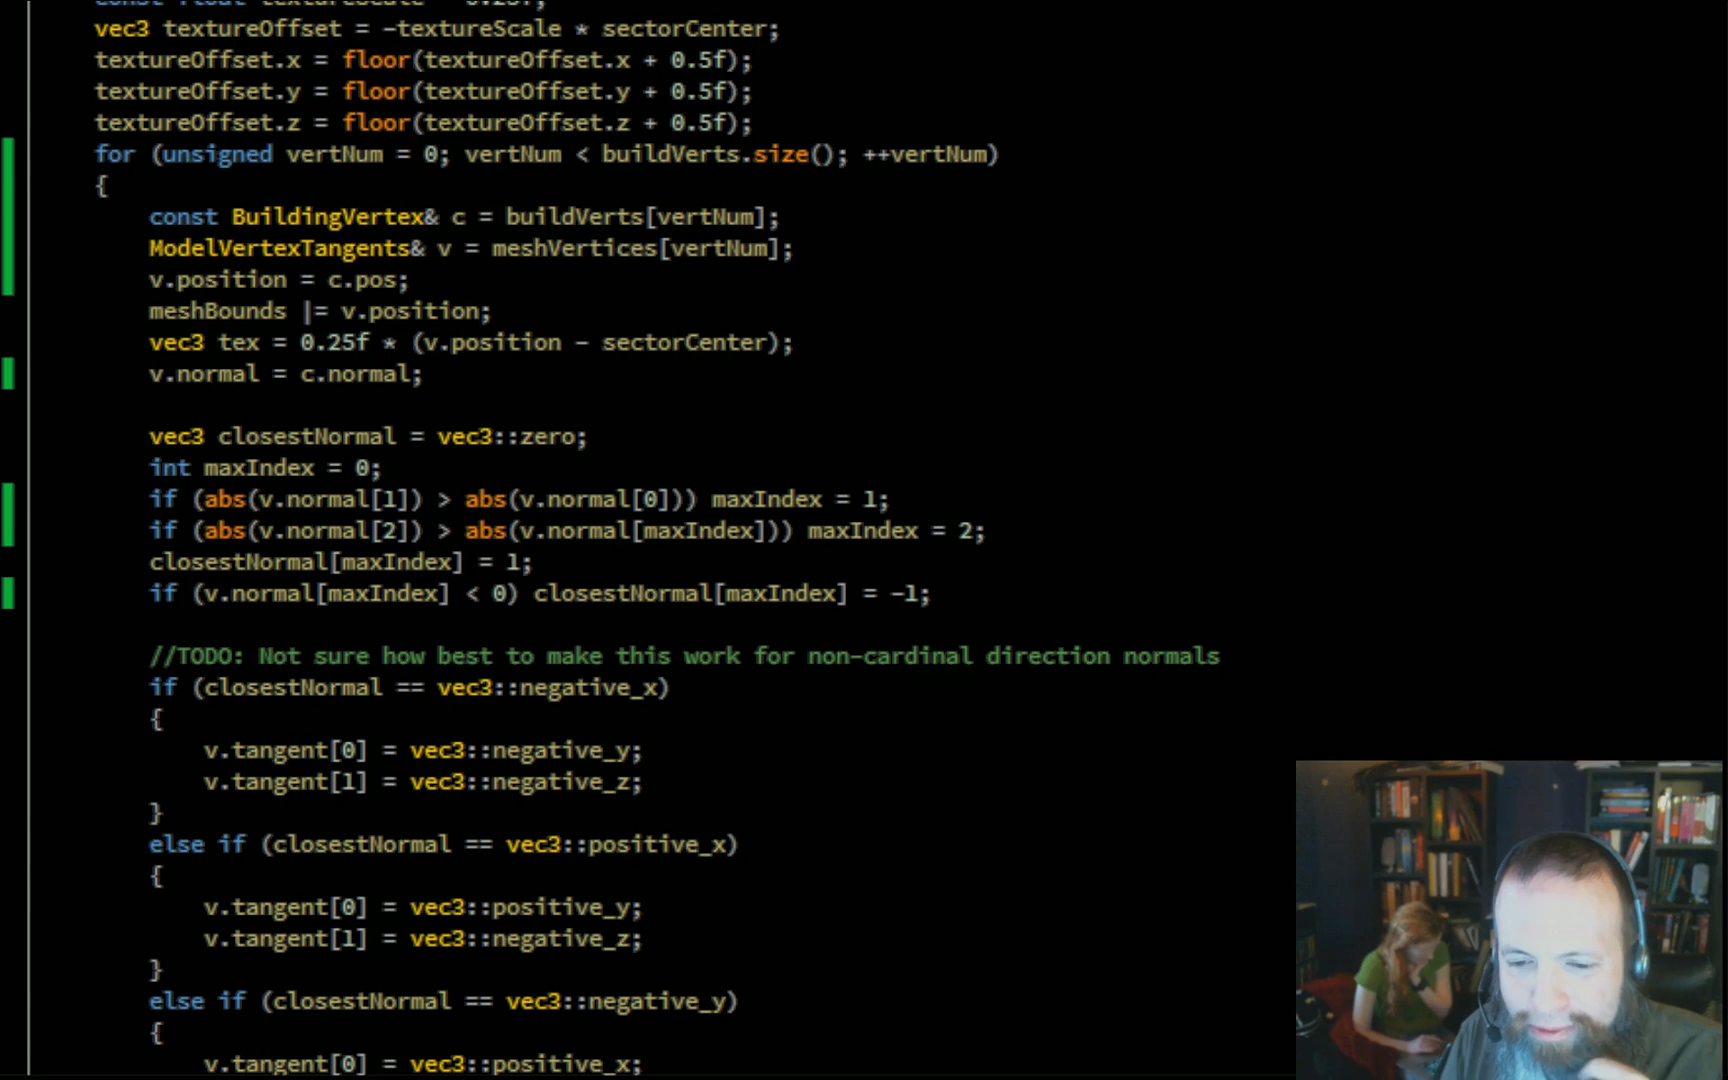 vec3 textureOffset = -textureScale * sectorCenter;
textureOffset.x = floor(textureOffset.x + 0.5f);
textureOffset.y = floor(textureOffset.y + 0.5f);
textureOffset.z = floor(textureOffset.z + 0.5f);
for (unsigned vertNum = 0; vertNum < buildVerts.size(); ++vertNum)
{
const BuildingVertex& c = buildVerts[vertNum];
ModelVertexTangents& v = meshVertices[vertNum];
v.position = c.pos;
meshBounds |= v.position;
vec3 tex = 0.25f * (v.position - sectorCenter);
v.normal = c.normal;
vec3 closestNormal = vec3::zero;
int maxIndex = 0;
if (abs(v.normal[1]) > abs(v.normal[0])) maxIndex = 1;
if (abs(v.normal[2]) > abs(v.normal[maxIndex])) maxIndex = 2;
closestNormal[maxIndex] = 1;
if (v.normal[maxIndex] < 0) closestNormal[maxIndex] = -1;
//TODO: Not sure how best to make this work for non-cardinal direction normals
if (closestNormal == vec3::negative_x)
{
v.tangent[0] = vec3::negative_y;
v.tangent[1] = vec3::negative_z;
}
else if (closestNormal == vec3::positive_x)
{
v.tangent[0] = vec3::positive_y;
v.tangent[1] = vec3::negative_z;
}
else if (closestNormal == vec3::negative_y)
{
v.tangent[0] = vec3::positive_x;